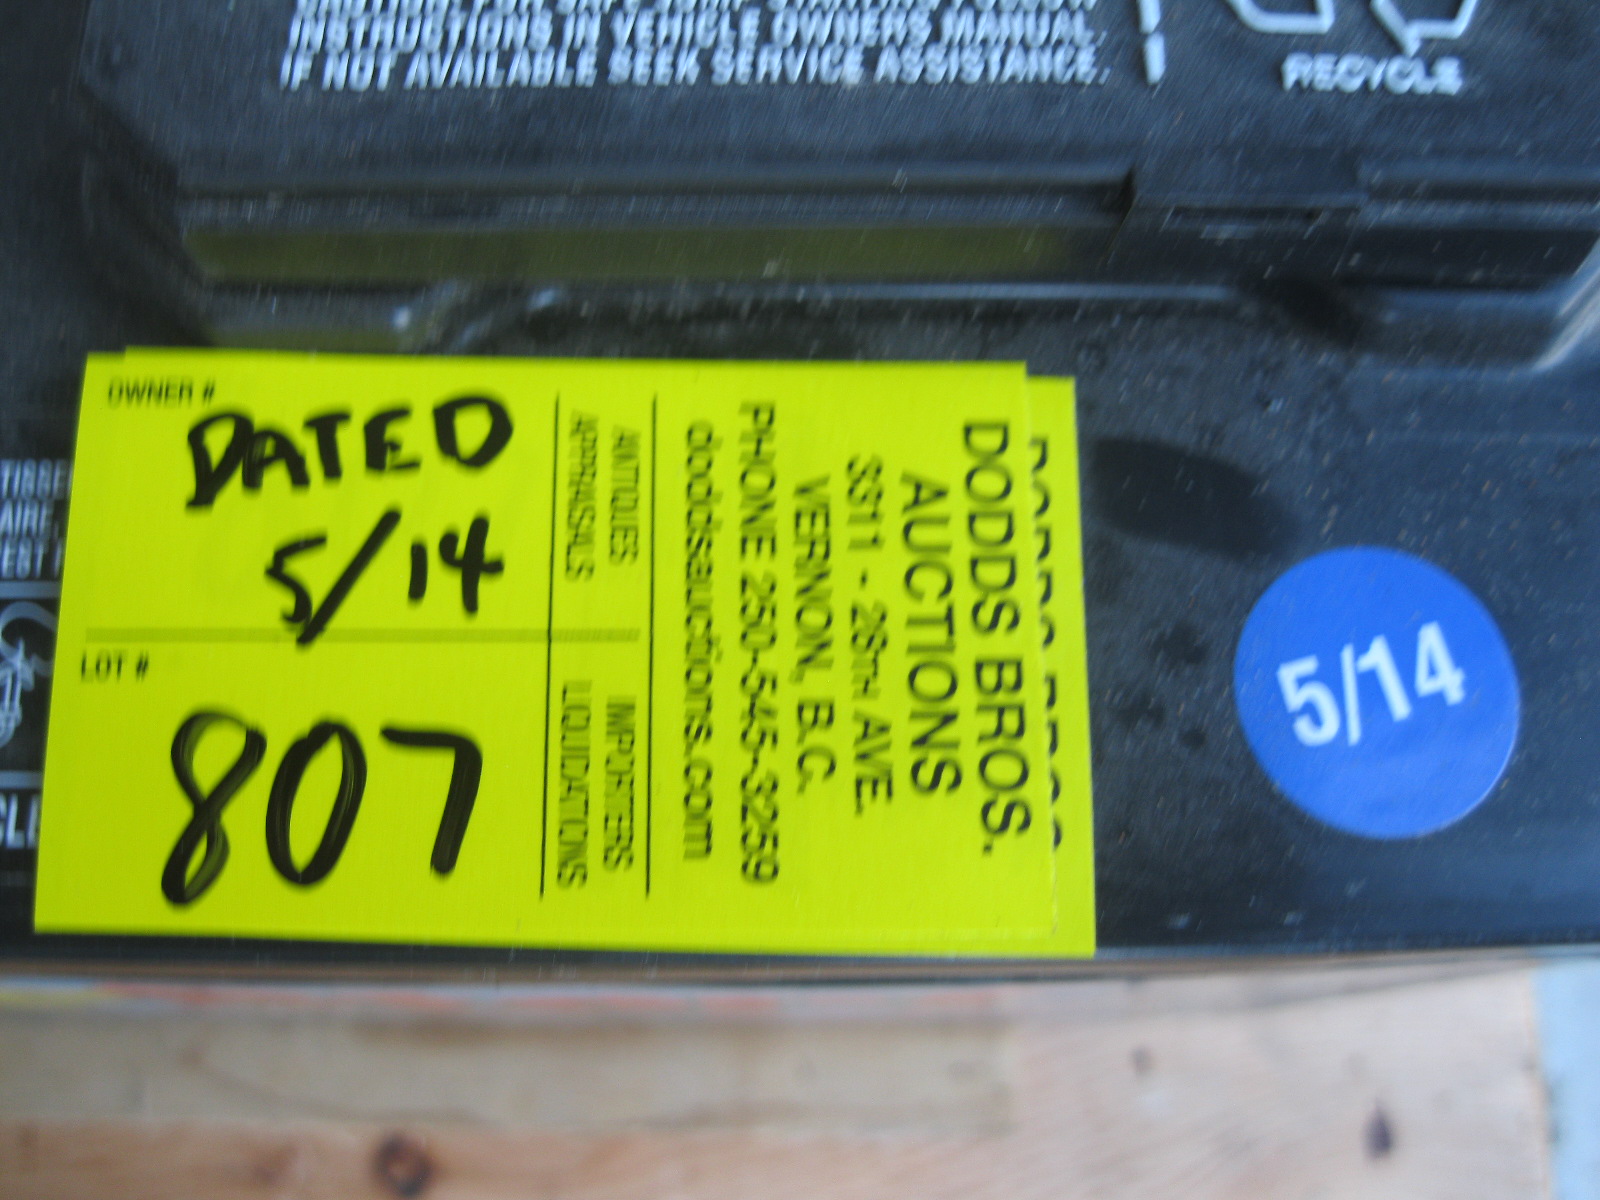 INSTRUCTIONS IN VEHICLE OWNERS MANUAL.
IF NOT AVAILABLE SEEK SERVICE ASSISTANCE.
RECYCLE
OWNER #
DATED
5/14
LOT #
807
ANTIQUES IMPORTERS
APPRAISALS LIQUIDATIONS
DODDS BROS.
AUCTIONS
3311 - 28TH AVE.
VERNON, B.C.
PHONE 250-545-3259
doddsauctions.com
5/14